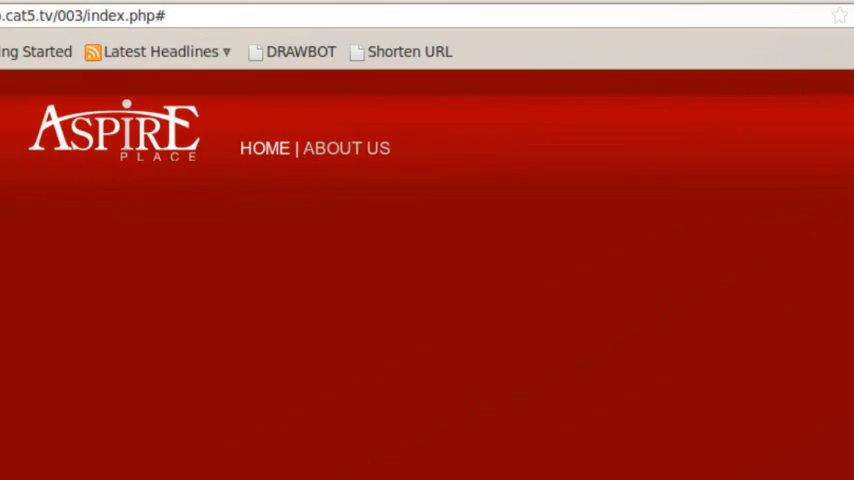 .cat5.tv/003/index.php#
ng Started Latest Headlines DRAWBOT Shorten URL
ASPIRE
PLACE
HOME | ABOUT US